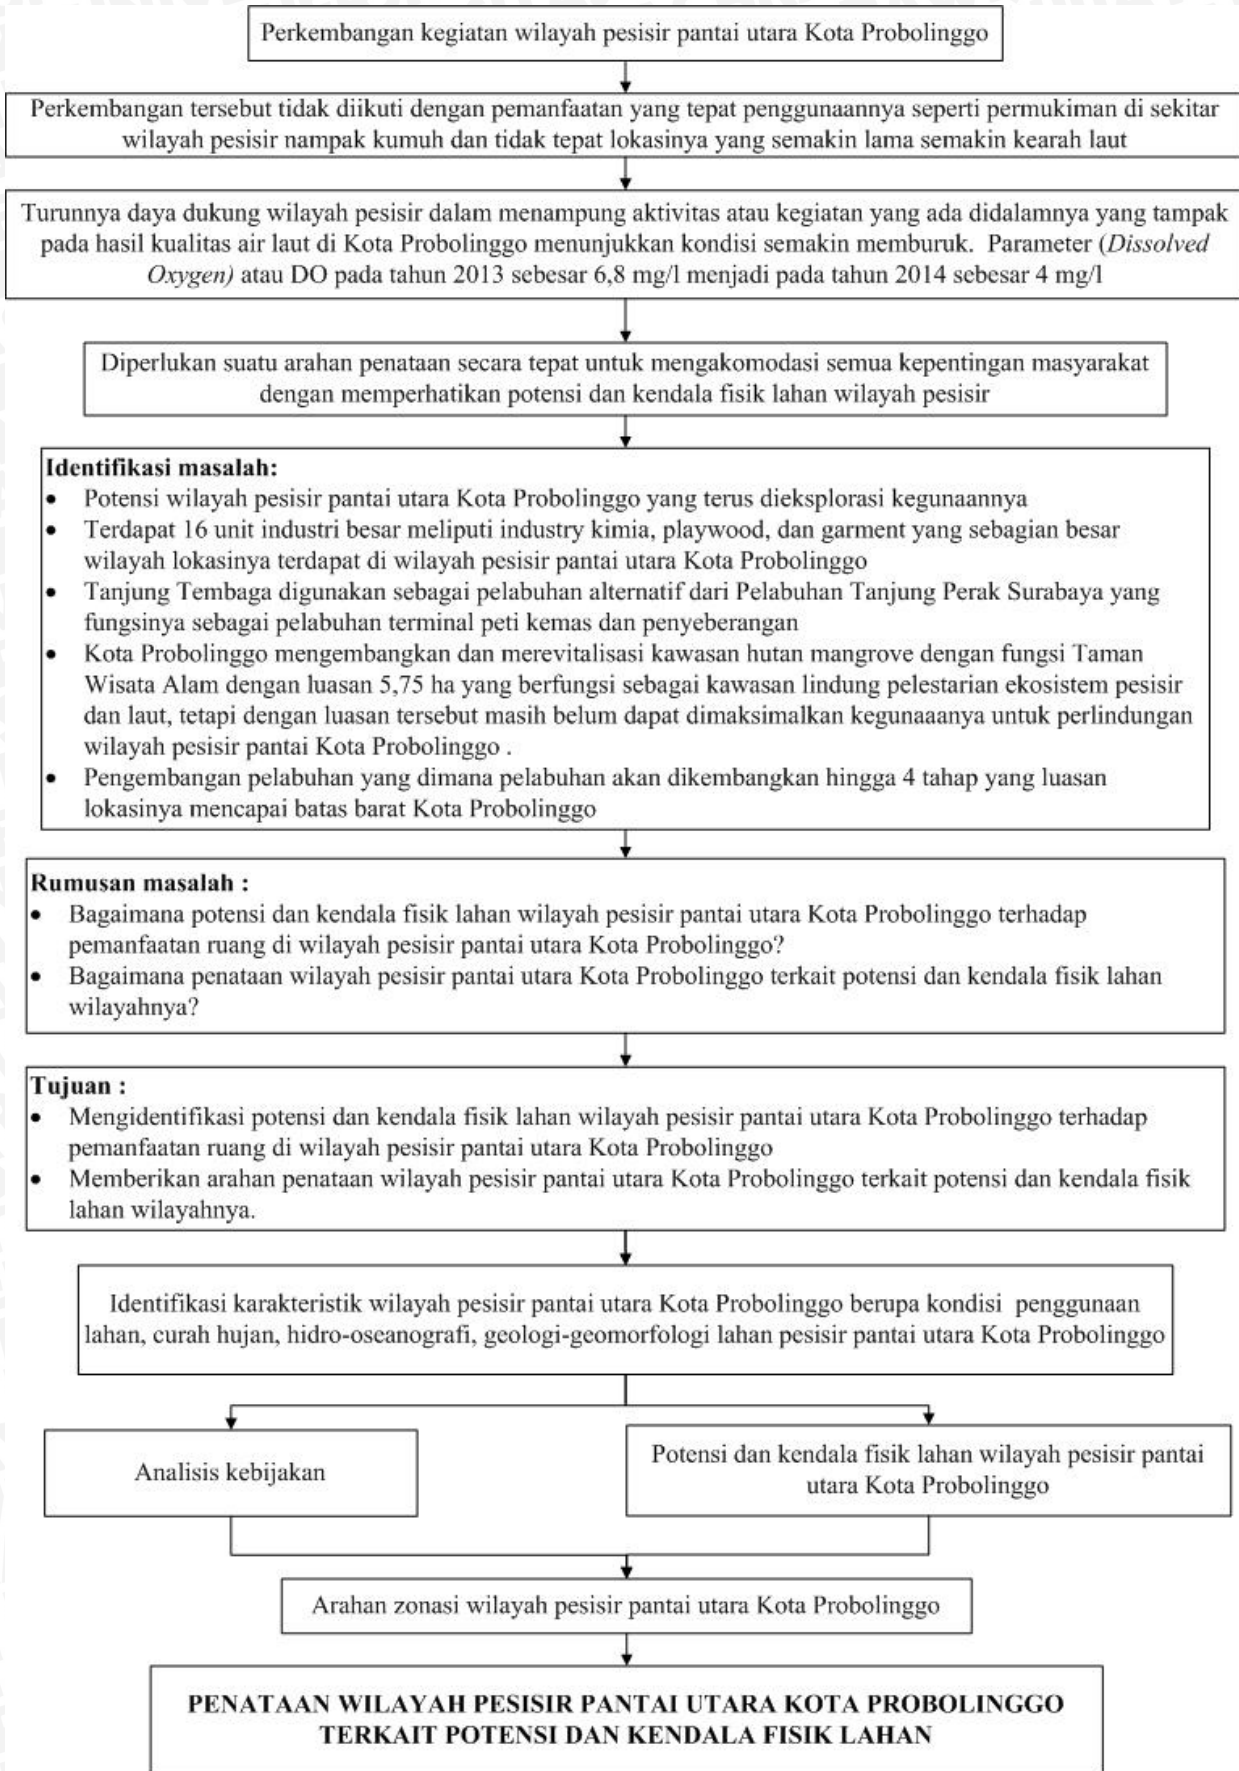 Perkembangan kegiatan wilayah pesisir pantai utara Kota Probolinggo
Perkembangan tersebut tidak diikuti dengan pemanfaatan yang tepat penggunaannya seperti permukiman di sekitar
wilayah pesisir nampak kumuh dan tidak tepat lokasinya yang semakin lama semakin kearah laut
Turunnya daya dukung wilayah pesisir dalam menampung aktivitas atau kegiatan yang ada didalamnya yang tampak
pada hasil kualitas air laut di Kota Probolinggo menunjukkan kondisi semakin memburuk. Parameter (Dissolved
Oxygen) atau DO pada tahun 2013 sebesar 6,8 mg/l menjadi pada tahun 2014 sebesar 4 mg/l
Diperlukan suatu arahan penataan secara tepat untuk mengakomodasi semua kepentingan masyarakat
dengan memperhatikan potensi dan kendala fisik lahan wilayah pesisir
Identifikasi masalah:
• Potensi wilayah pesisir pantai utara Kota Probolinggo yang terus dieksplorasi kegunaannya
• Terdapat 16 unit industri besar meliputi industry kimia, playwood, dan garment yang sebagian besar
wilayah lokasinya terdapat di wilayah pesisir pantai utara Kota Probolinggo
• Tanjung Tembaga digunakan sebagai pelabuhan alternatif dari Pelabuhan Tanjung Perak Surabaya yang
fungsinya sebagai pelabuhan terminal peti kemas dan penyeberangan
• Kota Probolinggo mengembangkan dan merevitalisasi kawasan hutan mangrove dengan fungsi Taman
Wisata Alam dengan luasan 5,75 ha yang berfungsi sebagai kawasan lindung pelestarian ekosistem pesisir
dan laut, tetapi dengan luasan tersebut masih belum dapat dimaksimalkan kegunaaanya untuk perlindungan
wilayah pesisir pantai Kota Probolinggo .
• Pengembangan pelabuhan yang dimana pelabuhan akan dikembangkan hingga 4 tahap yang luasan
lokasinya mencapai batas barat Kota Probolinggo
Rumusan masalah :
• Bagaimana potensi dan kendala fisik lahan wilayah pesisir pantai utara Kota Probolinggo terhadap
pemanfaatan ruang di wilayah pesisir pantai utara Kota Probolinggo?
• Bagaimana penataan wilayah pesisir pantai utara Kota Probolinggo terkait potensi dan kendala fisik lahan
wilayahnya?
Tujuan :
• Mengidentifikasi potensi dan kendala fisik lahan wilayah pesisir pantai utara Kota Probolinggo terhadap
pemanfaatan ruang di wilayah pesisir pantai utara Kota Probolinggo
• Memberikan arahan penataan wilayah pesisir pantai utara Kota Probolinggo terkait potensi dan kendala fisik
lahan wilayahnya.
Identifikasi karakteristik wilayah pesisir pantai utara Kota Probolinggo berupa kondisi penggunaan
lahan, curah hujan, hidro-oseanografi, geologi-geomorfologi lahan pesisir pantai utara Kota Probolinggo
Analisis kebijakan
Potensi dan kendala fisik lahan wilayah pesisir pantai
utara Kota Probolinggo
Arahan zonasi wilayah pesisir pantai utara Kota Probolinggo
PENATAAN WILAYAH PESISIR PANTAI UTARA KOTA PROBOLINGGO
TERKAIT POTENSI DAN KENDALA FISIK LAHAN